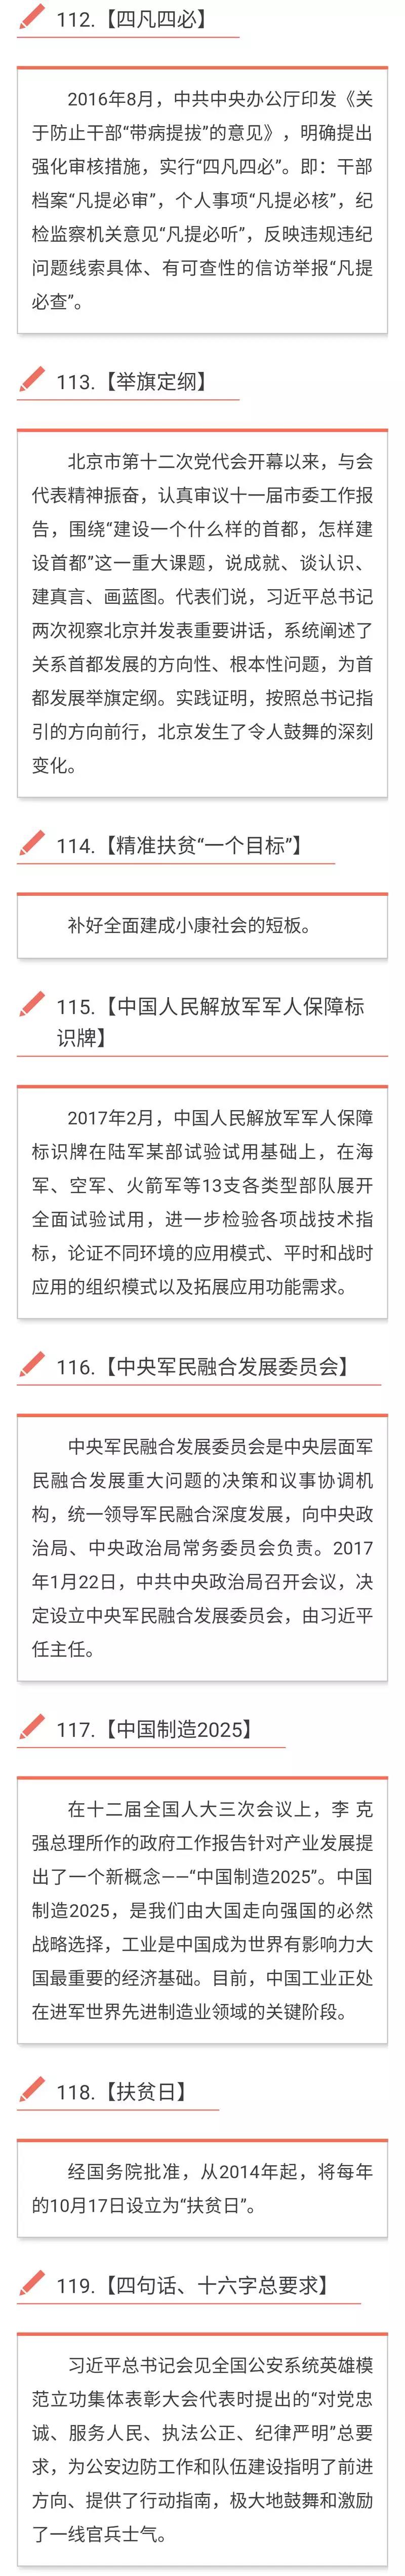 112.【四凡四必】
2016年8月，中共中央办公厅印发《关
于防止干部“带病提拔”的意见》，明确提出
强化审核措施，实行“四凡四必”。即：干部
档案“凡提必审”，个人事项“凡提必核”，纪
检监察机关意见“凡提必听”，反映违规违纪
问题线索具体、有可查性的信访举报“凡提
必查”。
113.【举旗定纲】
北京市第十二次党代会开幕以来，与会
代表精神振奋，认真审议十一届市委工作报
告，围绕“建设一个什么样的首都，怎样建
设首都”这一重大课题，说成就、谈认识、
建真言、画蓝图。代表们说，习近平总书记
两次视察北京并发表重要讲话，系统阐述了
关系首都发展的方向性、根本性问题，为首
都发展举旗定纲。实践证明，按照总书记指
引的方向前行，北京发生了令人鼓舞的深刻
变化。
114.【精准扶贫“一个目标”】
补好全面建成小康社会的短板。
115.【中国人民解放军军人保障标
识牌】
2017年2月，中国人民解放军军人保障
标识牌在陆军某部试验试用基础上，在海
军、空军、火箭军等13支各类型部队展开
全面试验试用，进一步检验各项战技术指
标，论证不同环境的应用模式、平时和战时
应用的组织模式以及拓展应用功能需求。
116.【中央军民融合发展委员会】
中央军民融合发展委员会是中央层面军
民融合发展重大问题的决策和议事协调机
构，统一领导军民融合深度发展，向中央政
治局、中央政治局常务委员会负责。2017
年1月22日，中共中央政治局召开会议，决
定设立中央军民融合发展委员会，由习近平
任主任。
117.【中国制造2025】
在十二届全国人大三次会议上，李 克
强总理所作的政府工作报告针对产业发展提
出了一个新概念——“中国制造2025”。中国
制造2025，是我们由大国走向强国的必然
战略选择，工业是中国成为世界有影响力大
国最重要的经济基础。目前，中国工业正处
在进军世界先进制造业领域的关键阶段。
118.【扶贫日】
经国务院批准，从2014年起，将每年
的10月17日设立为“扶贫日”。
119.【四句话、十六字总要求】
习近平总书记会见全国公安系统英雄模
范立功集体表彰大会代表时提出的“对党忠
诚、服务人民、执法公正、纪律严明”总要
求，为公安边防工作和队伍建设指明了前进
方向、提供了行动指南，极大地鼓舞和激励
了一线官兵士气。